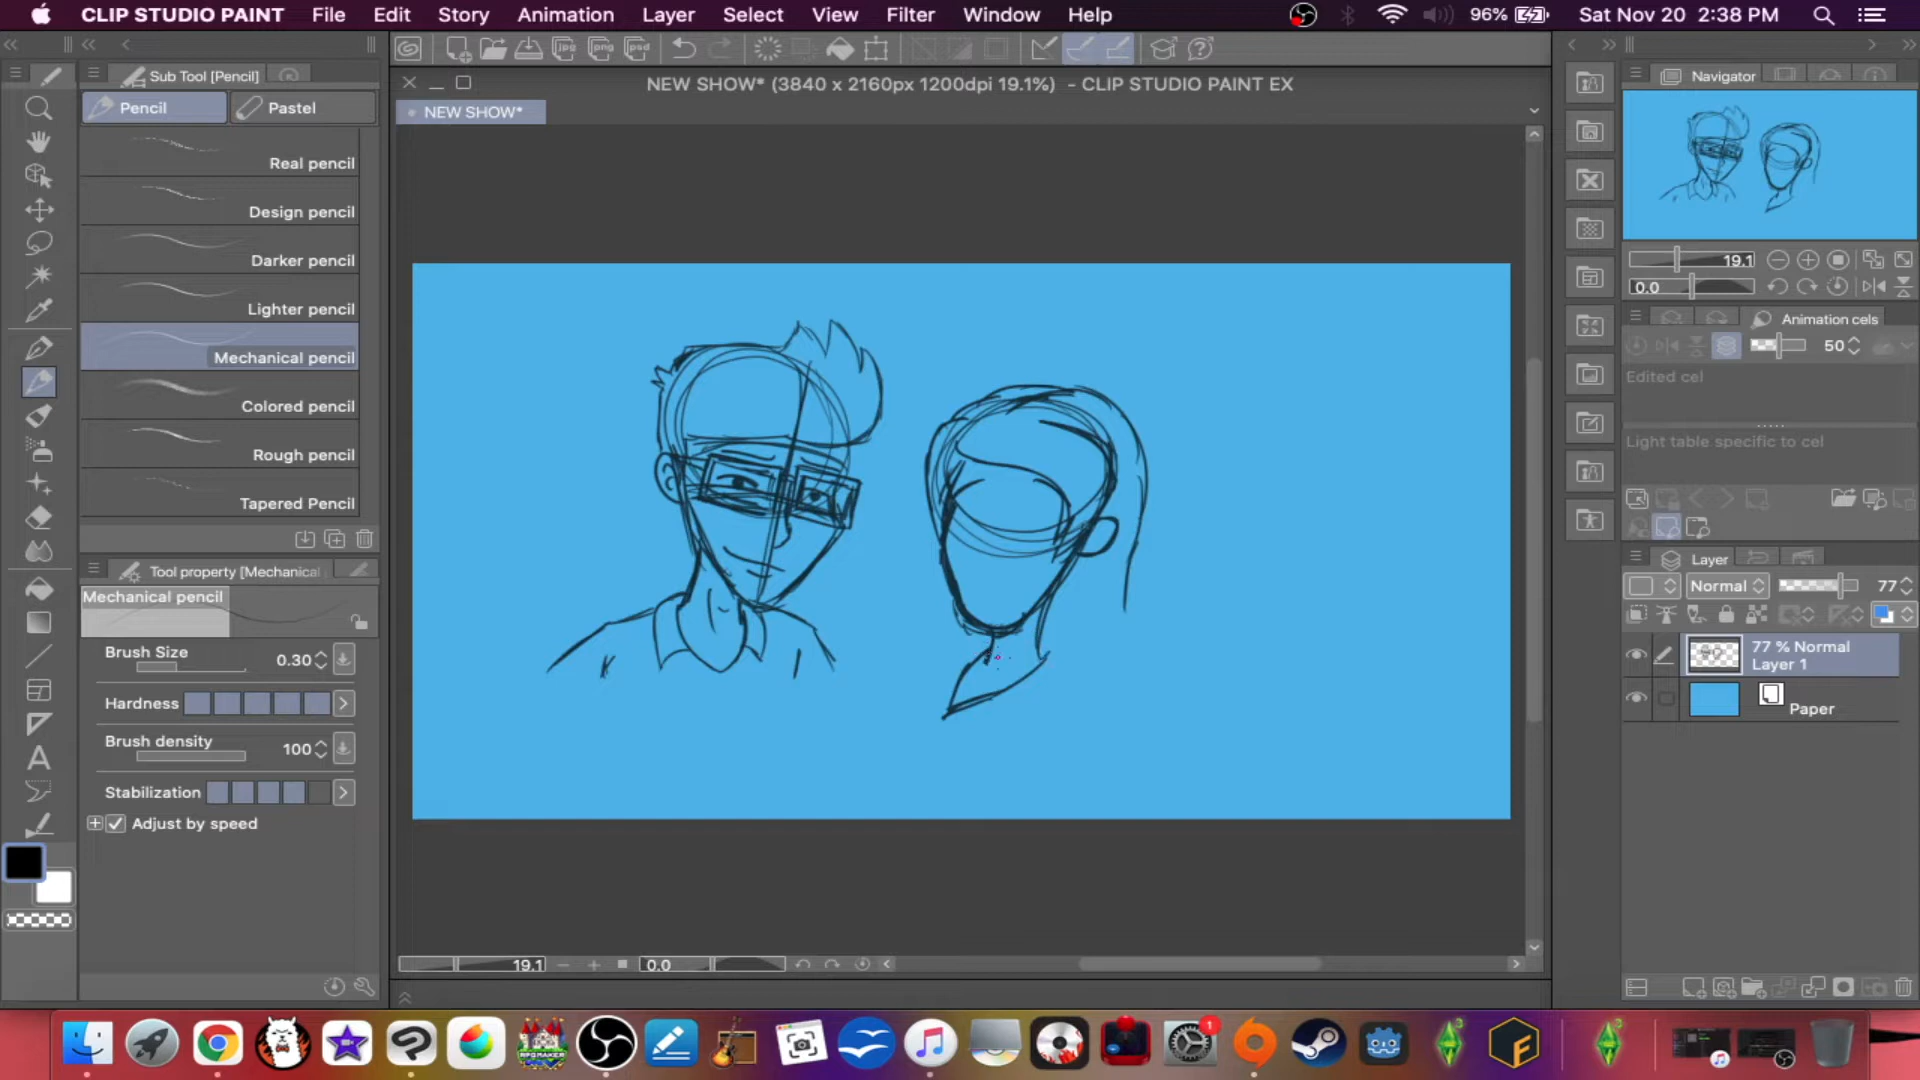 CLIP STUDIO PAINT File Edit Story Animation Layer Select View Filter Window Help 96% Sat Nov 20 2:38 PM
Sub Tool [Pencil]
Pencil Pastel
Real pencil
Design pencil
Darker pencil
Lighter pencil
Mechanical pencil
Colored pencil
Rough pencil
Tapered Pencil
Tool property [Mechanical
Mechanical pencil
Brush Size 0.30
Hardness
Brush density 100
Stabilization
Adjust by speed
NEW SHOW* (3840 x 2160px 1200dpi 19.1%) - CLIP STUDIO PAINT EX
NEW SHOW*
19.1 0.0
Navigator
19.1
0.0
Animation cels
50
Edited cel
Light table specific to cel
Layer
Normal 77
77 % Normal
Layer 1
Paper
RPGMAKER
1